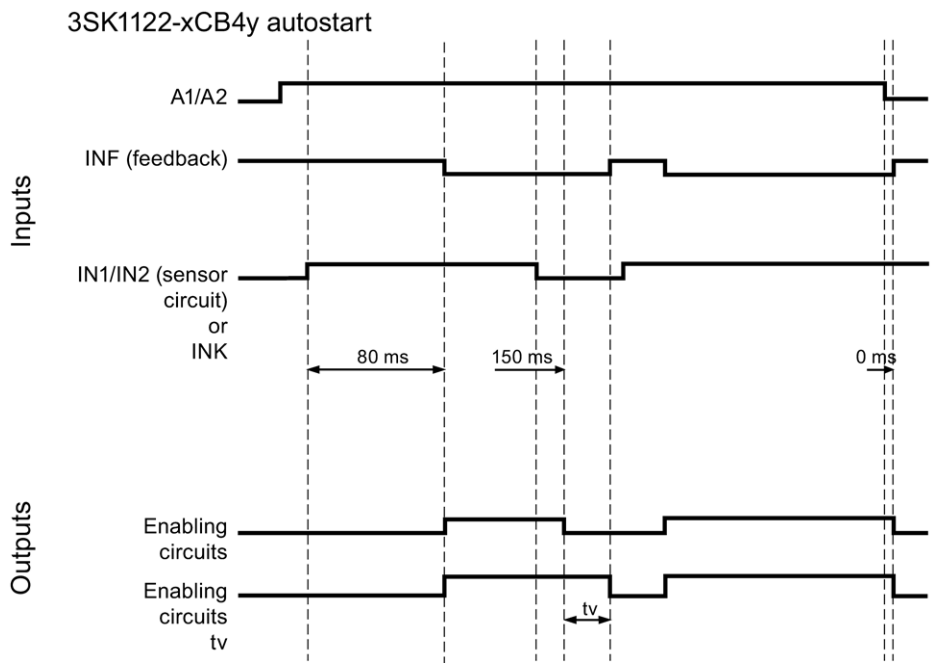 3SK1122-xCB4y autostart
Inputs
A1/A2
INF (feedback)
IN1/IN2 (sensor
circuit)
or
INK
80 ms
150 ms
0 ms
Outputs
Enabling
circuits
Enabling
circuits
tv
tv